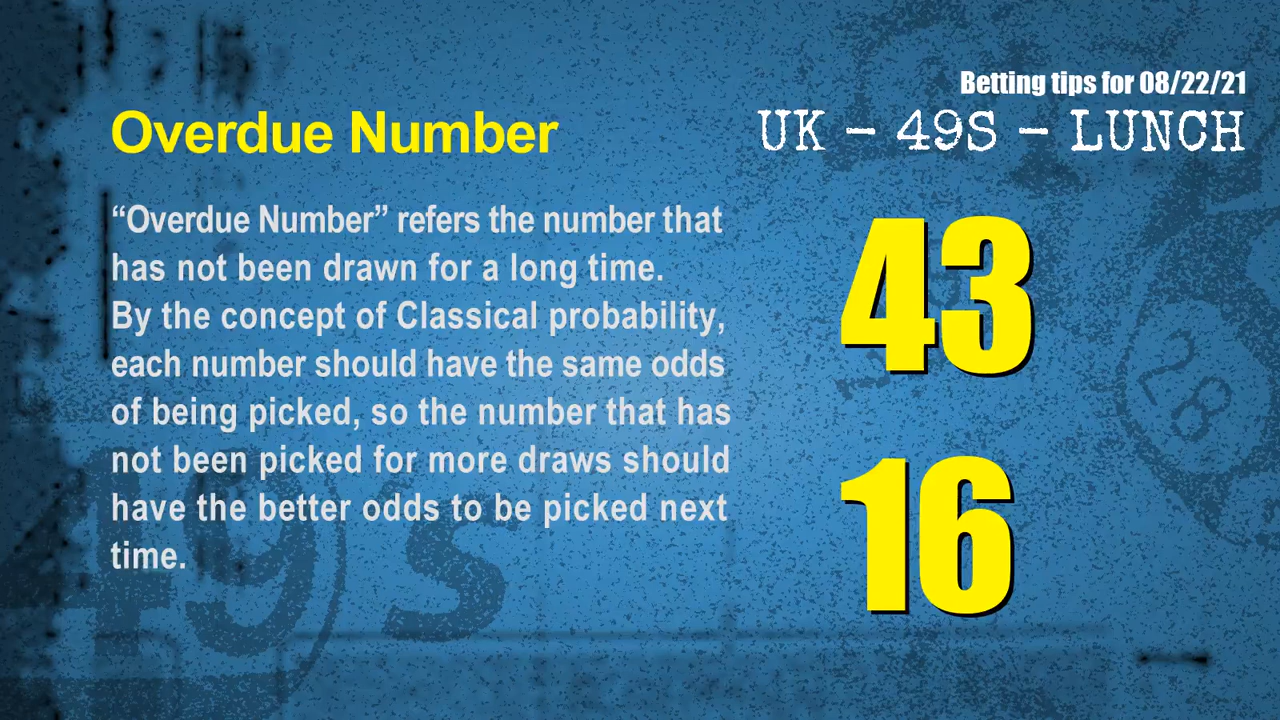 Betting tips for 08/22/21
UK – 49S – LUNCH
Overdue Number
“Overdue Number” refers the number that
has not been drawn for a long time.
By the concept of Classical probability,
each number should have the same odds
of being picked, so the number that has
not been picked for more draws should
have the better odds to be picked next
time.
43
16
28
49's